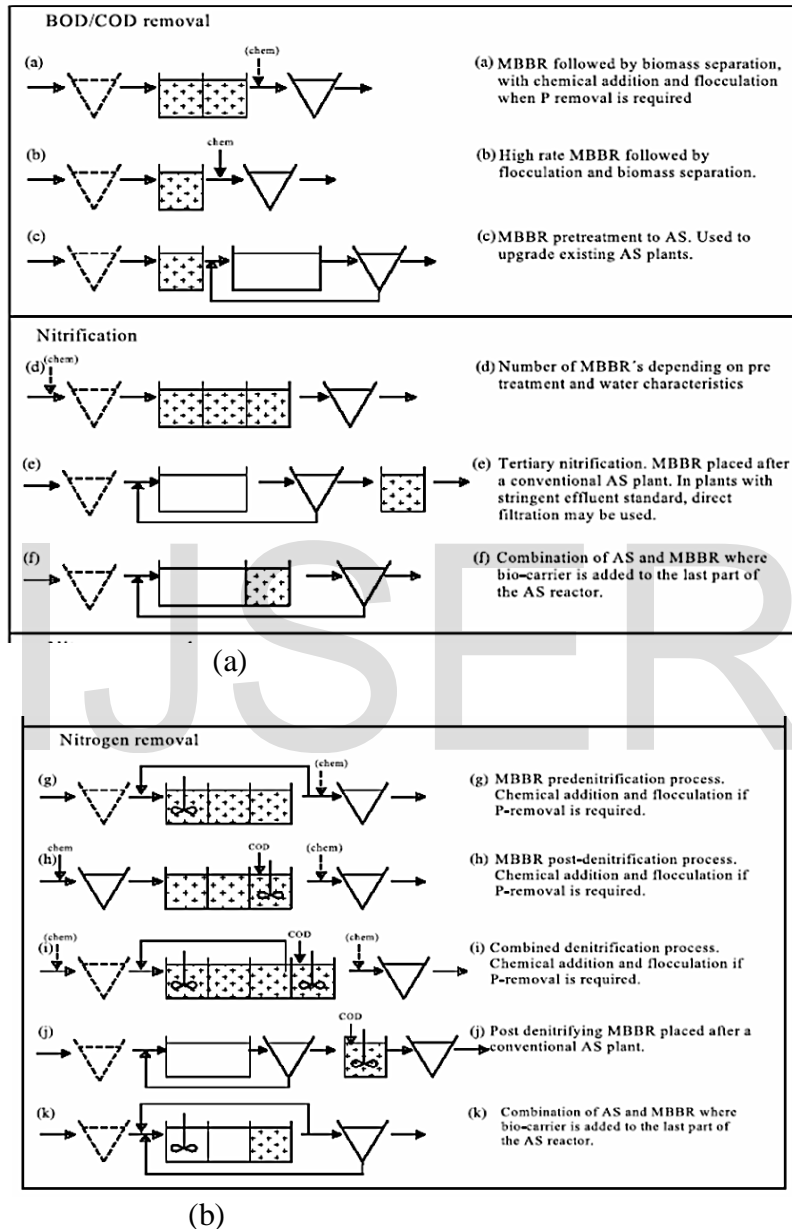 BOD/COD removal
(a)
(chem)
(a) MBBR followed by biomass separation,
with chemical addition and flocculation
when P removal is required
(b)
chem
(b) High rate MBBR followed by
flocculation and biomass separation.
(c)
(c) MBBR pretreatment to AS. Used to
upgrade existing AS plants.
Nitrification
(d)
(chem)
(d) Number of MBBR´s depending on pre
treatment and water characteristics
(e)
(e) Tertiary nitrification. MBBR placed after
a conventional AS plant. In plants with
stringent effluent standard, direct
filtration may be used.
(f)
(f) Combination of AS and MBBR where
bio-carrier is added to the last part of
the AS reactor.
(a)
IJSER
Nitrogen removal
(g)
(chem)
(g) MBBR predenitrification process.
Chemical addition and flocculation if
P-removal is required.
(h)
chem
COD
(chem)
(h) MBBR post-denitrification process.
Chemical addition and flocculation if
P-removal is required.
(i)
(chem)
COD
(chem)
(i) Combined denitrification process.
Chemical addition and flocculation if
P-removal is required.
(j)
COD
(j) Post denitrifying MBBR placed after a
conventional AS plant.
(k)
(k) Combination of AS and MBBR where
bio-carrier is added to the last part of
the AS reactor.
(b)